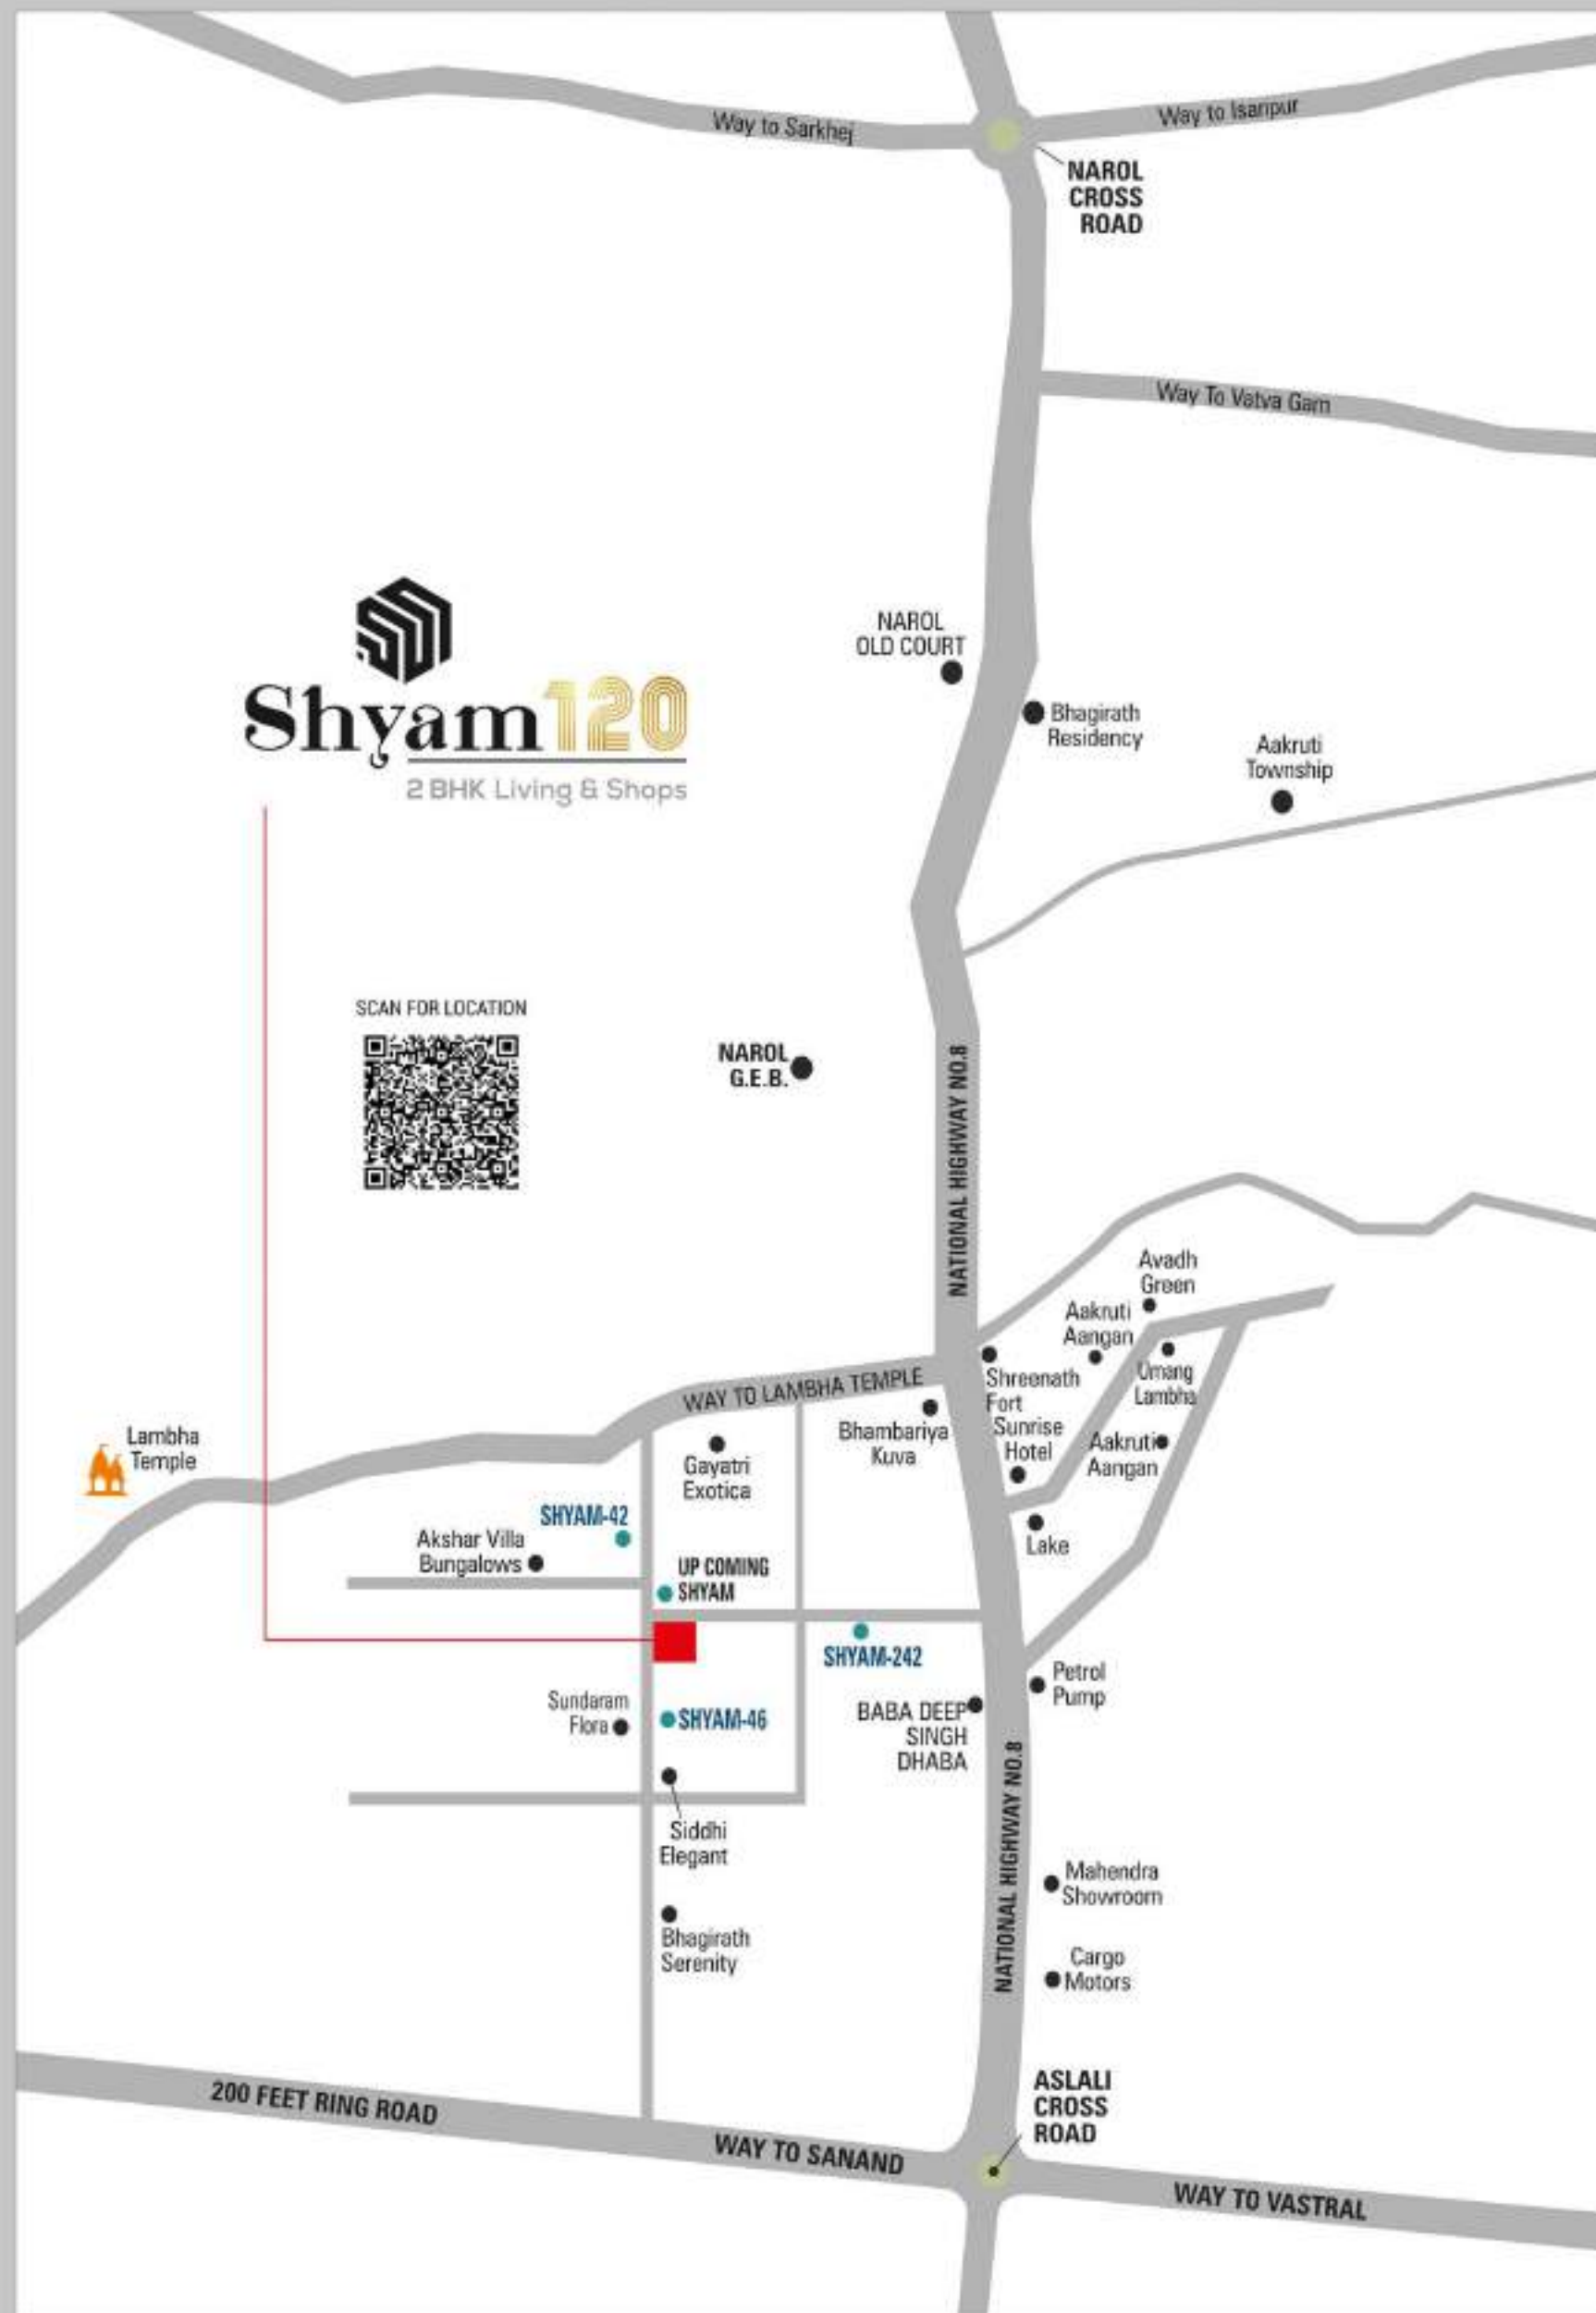 Way to Sarkhej
Way to Isanpur
NAROL
CROSS
ROAD
Way To Vatva Gam
NAROL
OLD COURT
Shyam120
2 BHK Living & Shops
Bhagirath
Residency
Aakruti
Township
SCAN FOR LOCATION
NAROL
G.E.B.
NATIONAL HIGHWAY NO.8
Avadh
Green
Aakruti
Aangan
Umang
Lambha
Shreenath
Fort
WAY TO LAMBHA TEMPLE
Bhambariya
Kuva
Sunrise
Hotel
Aakruti
Aangan
Lambha
Temple
Gayatri
Exotica
SHYAM-42
Akshar Villa
Bungalows
Lake
UP COMING
SHYAM
SHYAM-242
Petrol
Pump
Sundaram
Flora
SHYAM-46
BABA DEEP
SINGH
DHABA
NATIONAL HIGHWAY NO.8
Siddhi
Elegant
Mahendra
Showroom
Bhagirath
Serenity
Cargo
Motors
ASLALI
CROSS
ROAD
200 FEET RING ROAD
WAY TO SANAND
WAY TO VASTRAL